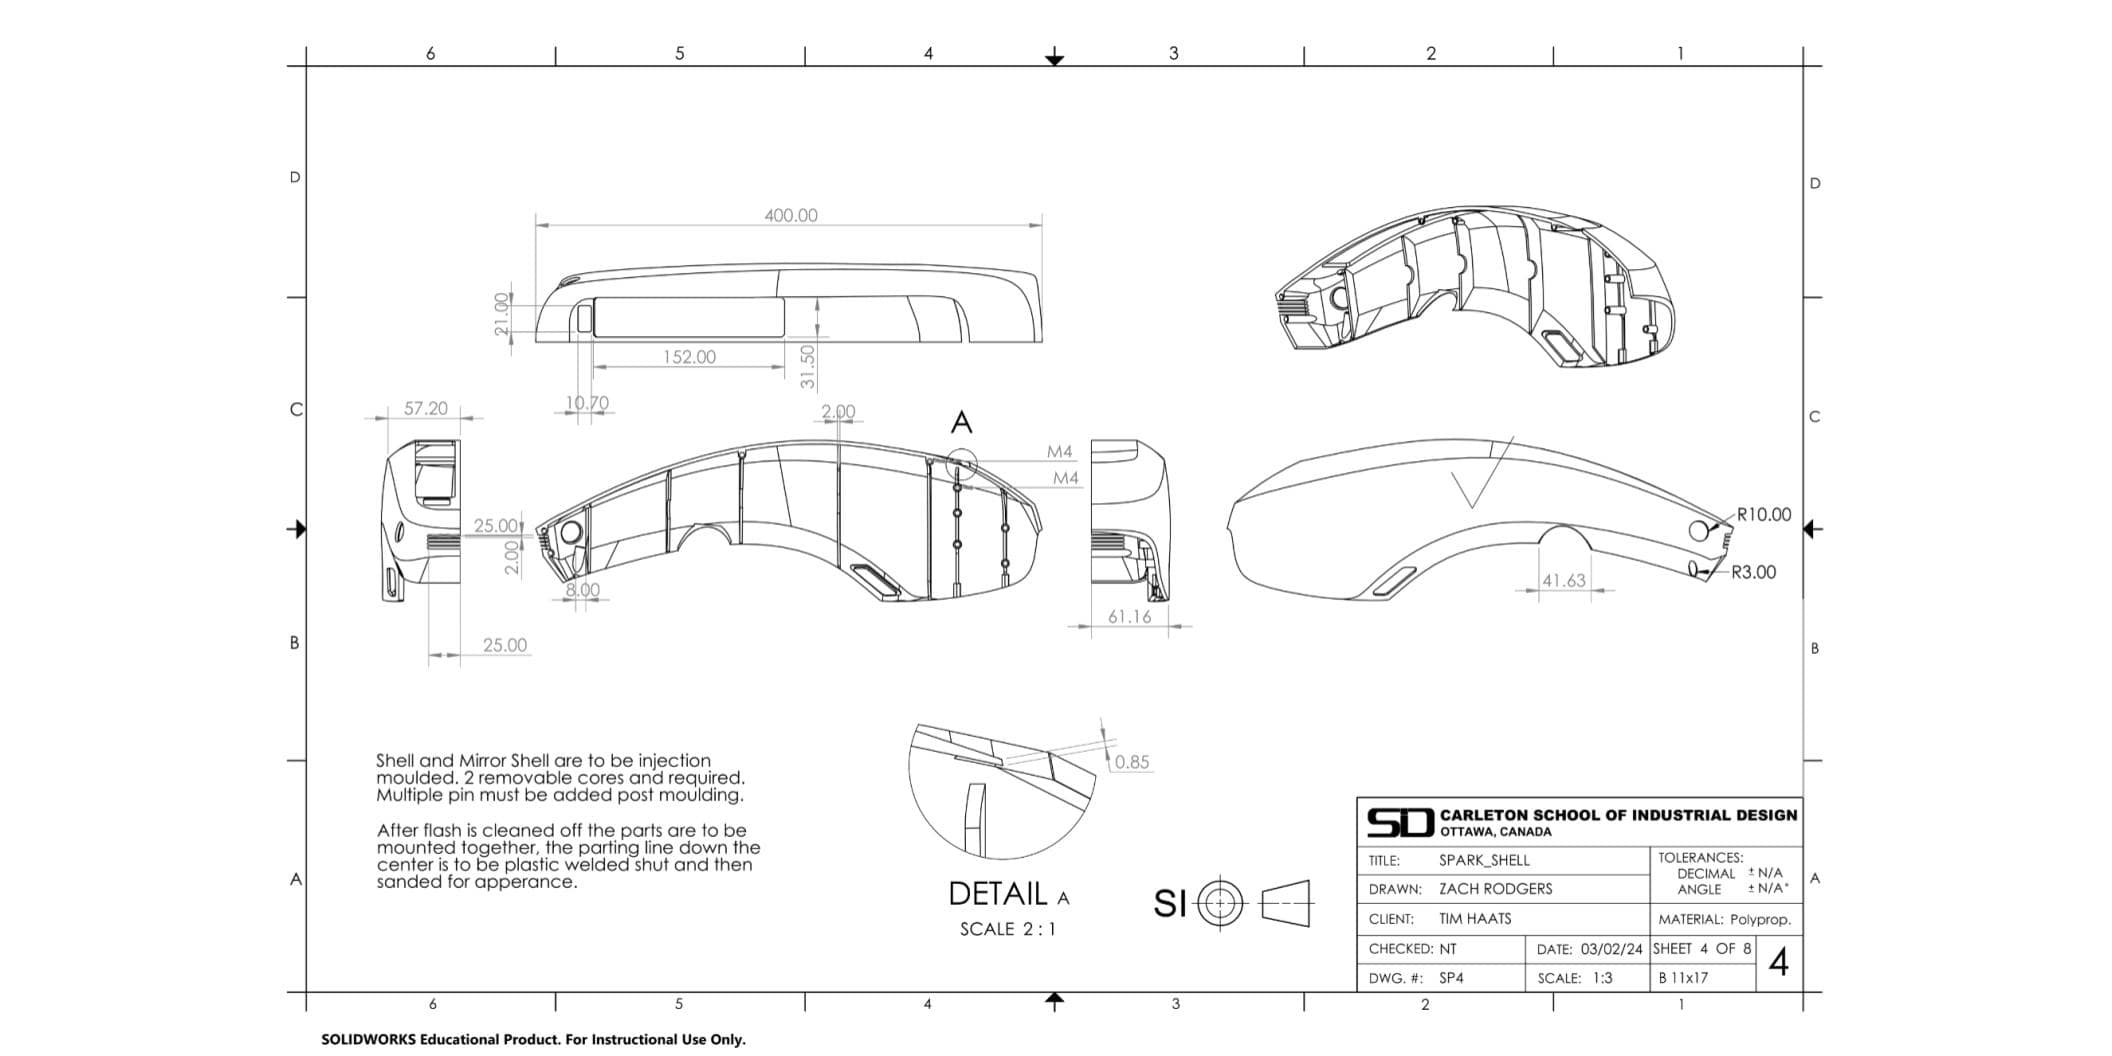 6 5 4 3 2 1
D D
400.00
21.00
152.00
31.50
10.70
C C
57.20
2.00
A
M4
M4
25.00
2.00
8.00
R10.00
R3.00
41.63
61.16
25.00
B B
0.85
Shell and Mirror Shell are to be injection
moulded. 2 removable cores and required.
Multiple pin must be added post moulding.
After flash is cleaned off the parts are to be
mounted together, the parting line down the
center is to be plastic welded shut and then
sanded for apperance.
A A
DETAIL A
SCALE 2 : 1
SI
SD CARLETON SCHOOL OF INDUSTRIAL DESIGN
OTTAWA, CANADA
TITLE: SPARK_SHELL
TOLERANCES:
DECIMAL ± N/A
ANGLE ± N/A°
DRAWN: ZACH RODGERS
CLIENT: TIM HAATS
MATERIAL: Polyprop.
CHECKED: NT
DATE: 03/02/24
SHEET 4 OF 8
4
DWG. #: SP4
SCALE: 1:3
B 11x17
6 5 4 3 2 1
SOLIDWORKS Educational Product. For Instructional Use Only.